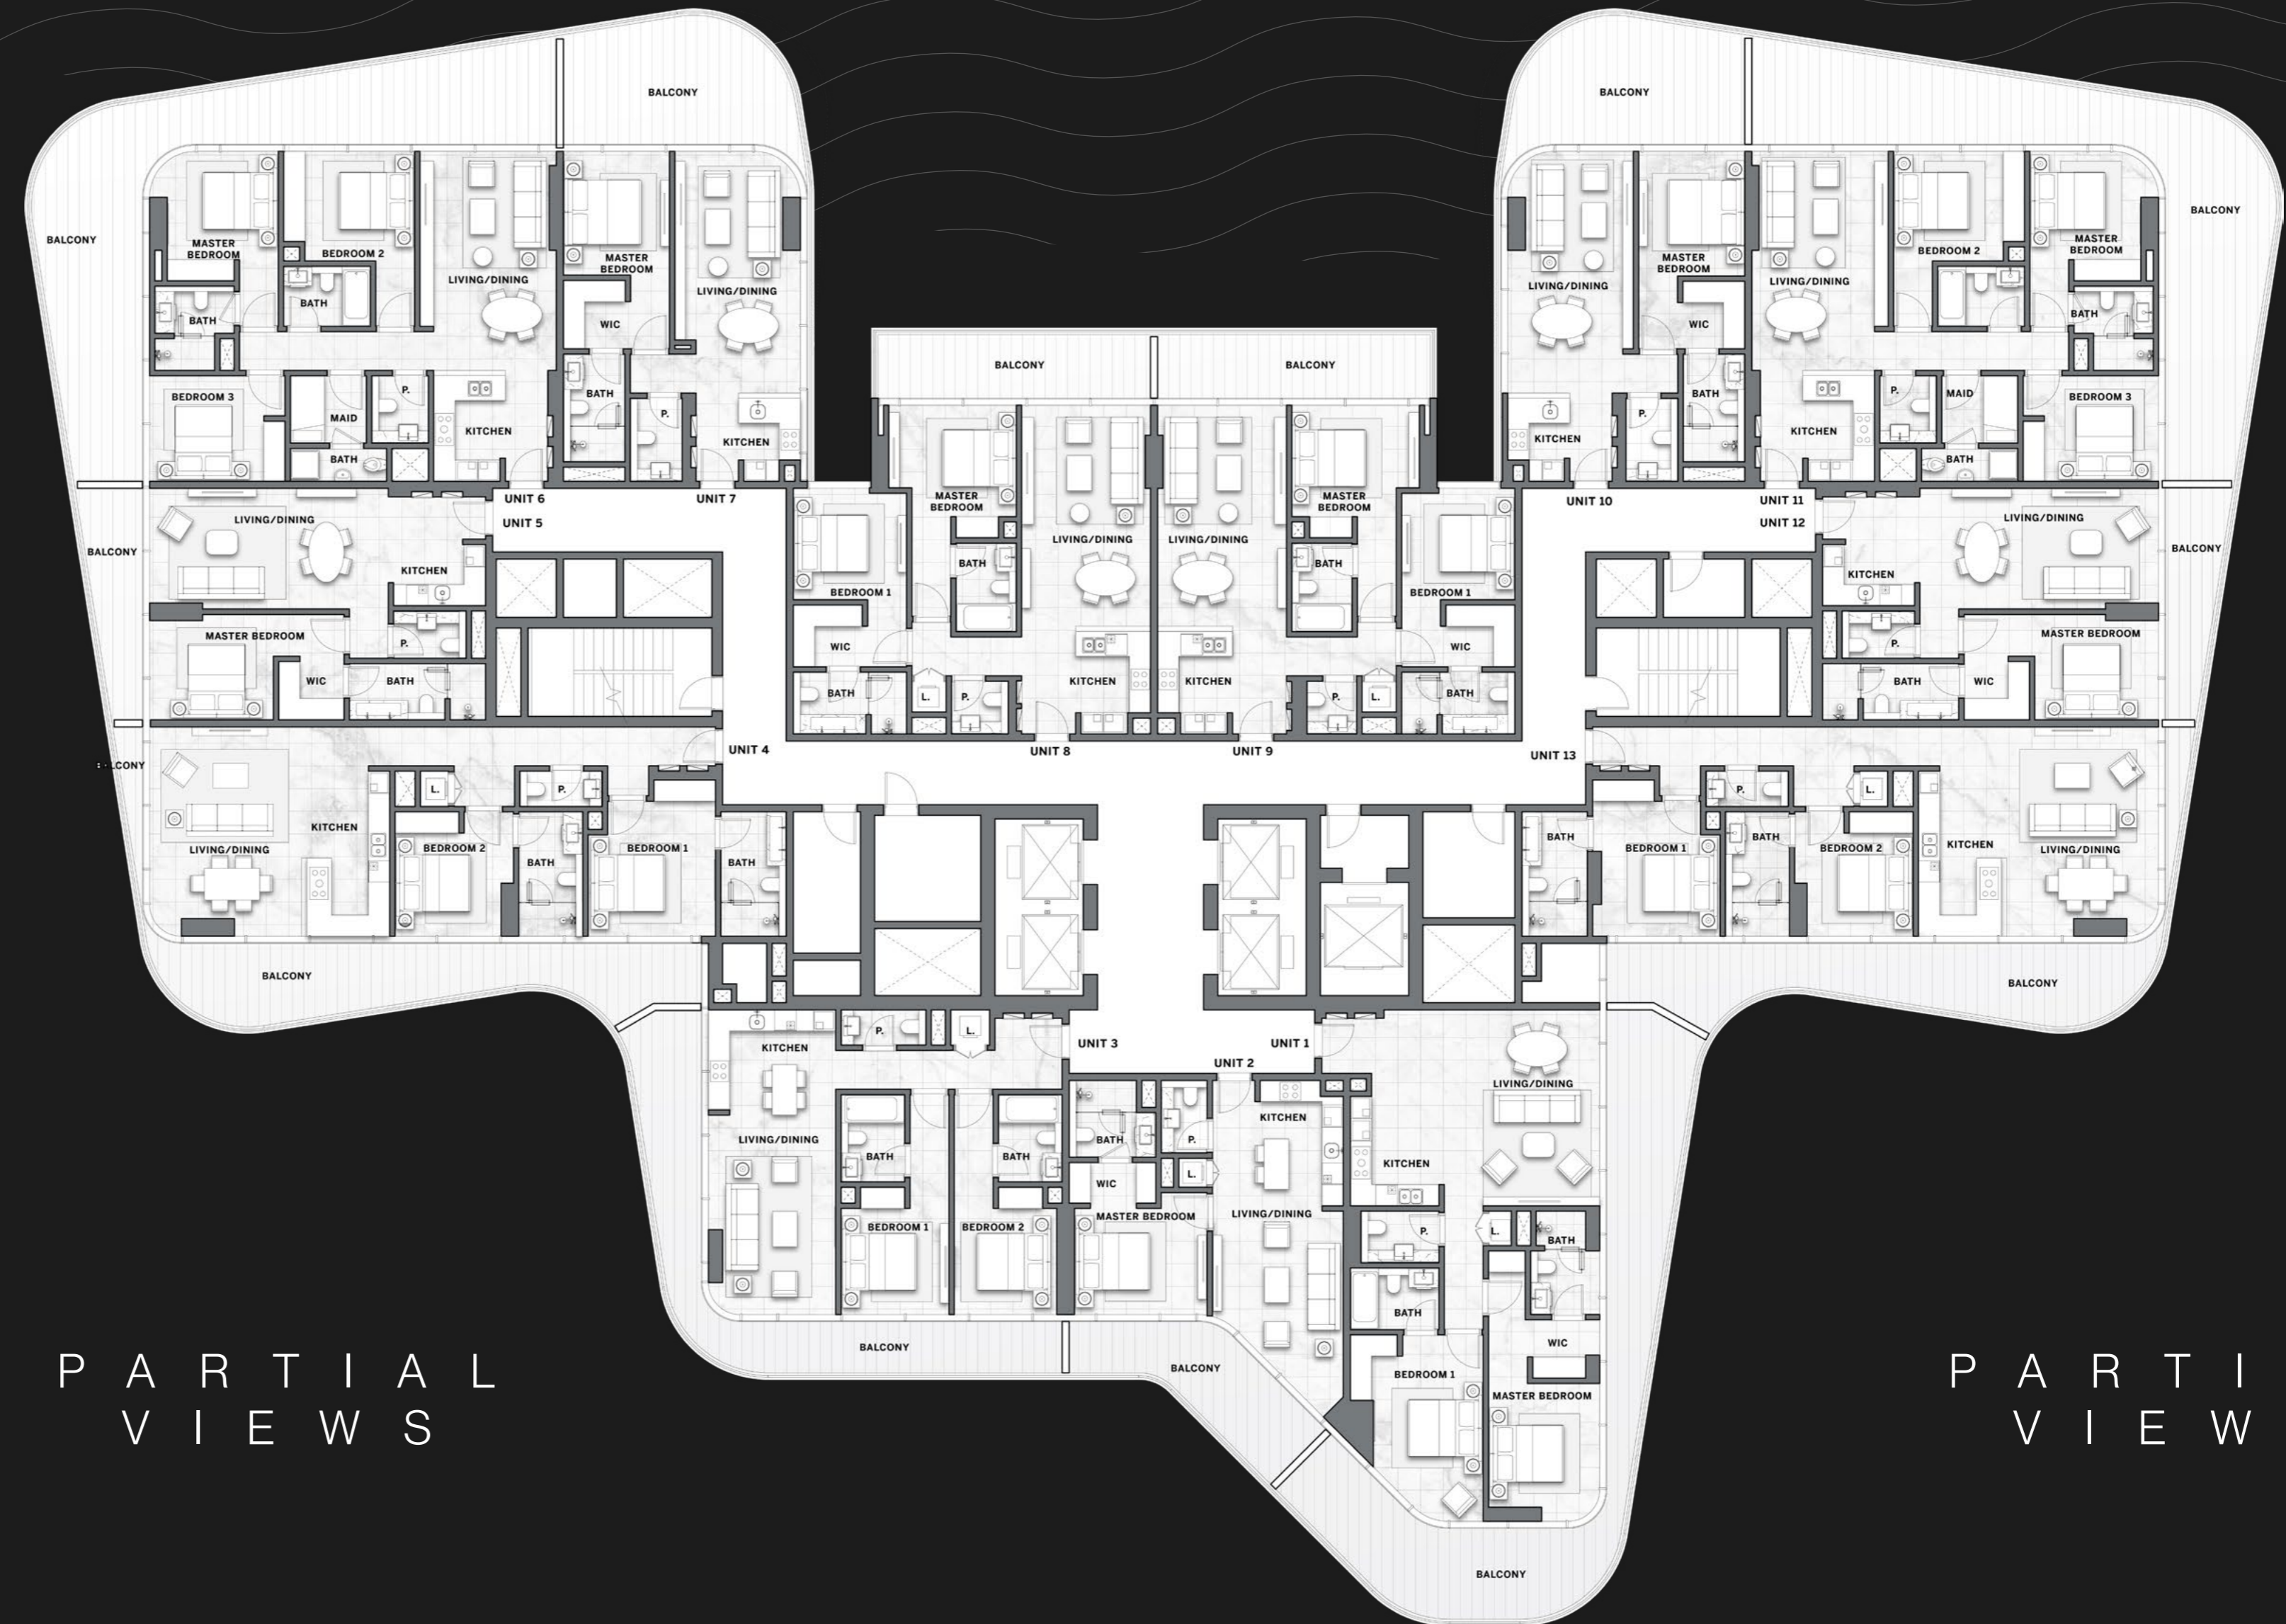 BALCONY
BALCONY
BALCONY
BALCONY
MASTER
BEDROOM
BEDROOM 2
LIVING/DINING
MASTER
BEDROOM
LIVING/DINING
BATH
BATH
WIC
BEDROOM 3
MAID
P.
KITCHEN
BATH
BATH
P.
KITCHEN
UNIT 6
UNIT 7
LIVING/DINING
MASTER
BEDROOM
LIVING/DINING
BEDROOM 2
MASTER
BEDROOM
WIC
BATH
BATH
P.
BATH
KITCHEN
KITCHEN
P.
MAID
BEDROOM 3
BATH
UNIT 10
UNIT 11
BALCONY
BALCONY
UNIT 5
LIVING/DINING
BALCONY
KITCHEN
MASTER BEDROOM
P.
WIC
BATH
MASTER
BEDROOM
LIVING/DINING
BATH
BEDROOM 1
WIC
BATH
L.
P.
KITCHEN
UNIT 8
LIVING/DINING
MASTER
BEDROOM
BATH
BEDROOM 1
WIC
KITCHEN
P.
L.
BATH
UNIT 9
UNIT 12
LIVING/DINING
BALCONY
KITCHEN
P.
MASTER BEDROOM
BATH
WIC
UNIT 4
L.
P.
KITCHEN
LIVING/DINING
BEDROOM 2
BATH
BEDROOM 1
BATH
BALCONY
UNIT 13
P.
L.
BATH
BEDROOM 1
BATH
BEDROOM 2
KITCHEN
LIVING/DINING
BALCONY
UNIT 3
KITCHEN
P.
L.
LIVING/DINING
BATH
BATH
BEDROOM 1
BEDROOM 2
BALCONY
UNIT 2
KITCHEN
BATH
P.
L.
WIC
MASTER BEDROOM
LIVING/DINING
BALCONY
UNIT 1
LIVING/DINING
KITCHEN
P.
L.
BATH
BATH
WIC
BEDROOM 1
MASTER BEDROOM
BALCONY
PARTIAL
VIEWS
PARTI
VIEW